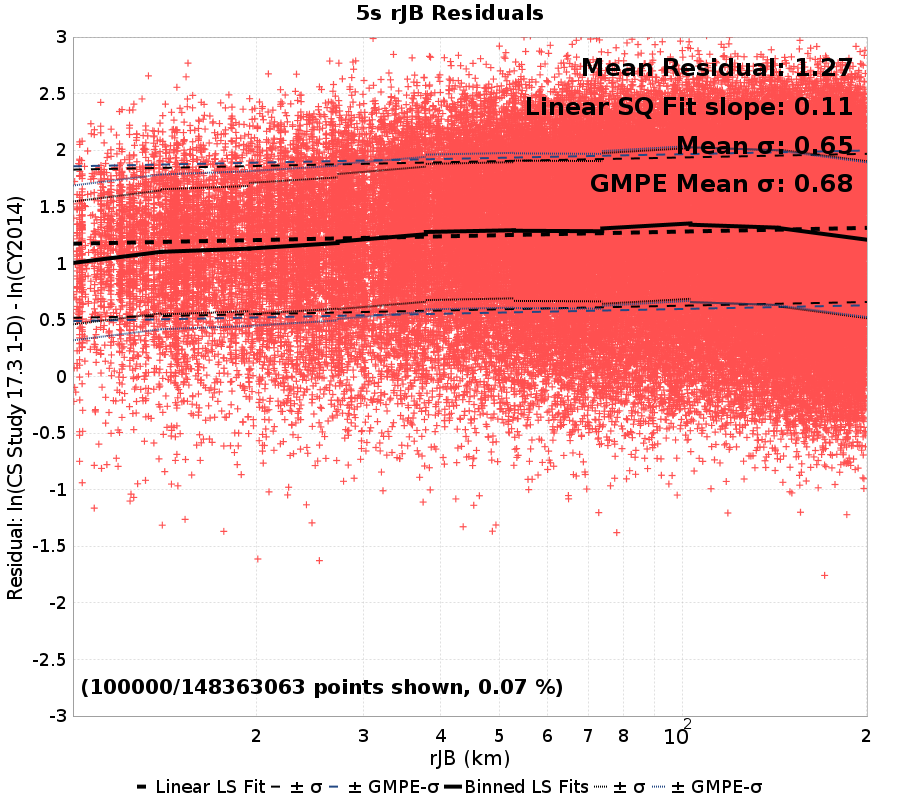 5s rJB Residuals
Mean Residual: 1.27
Linear SQ Fit slope: 0.11
Mean σ: 0.65
GMPE Mean σ: 0.68
3
2.5
2
1.5
1
0.5
0
-0.5
-1
-1.5
-2
-2.5
-3
Residual: ln(CS Study 17.3 1-D) - ln(CY2014)
(100000/148363063 points shown, 0.07 %)
2 3 4 5 6 7 8 10² 2
rJB (km)
Linear LS Fit ± σ ± GMPE-σ Binned LS Fits ± σ ± GMPE-σ